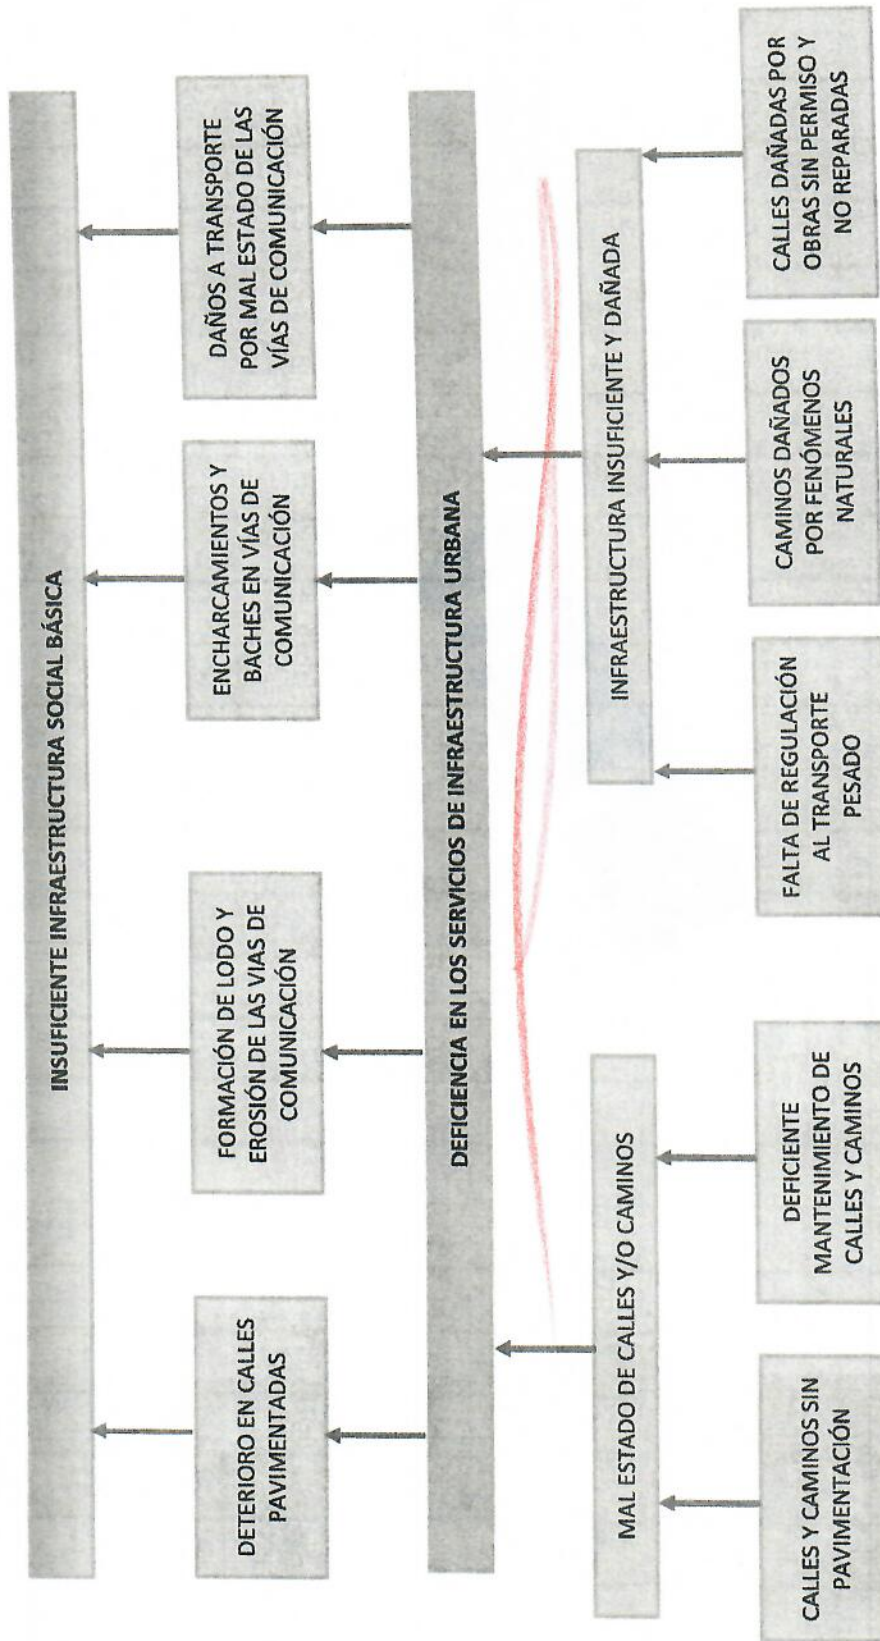 INSUFICIENTE INFRAESTRUCTURA SOCIAL BÁSICA
DETERIORO EN CALLES
PAVIMENTADAS
FORMACIÓN DE LODO Y
EROSIÓN DE LAS VIAS DE
COMUNICACIÓN
ENCHARCAMIENTOS Y
BACHES EN VÍAS DE
COMUNICACIÓN
DAÑOS A TRANSPORTE
POR MAL ESTADO DE LAS
VÍAS DE COMUNICACIÓN
DEFICIENCIA EN LOS SERVICIOS DE INFRAESTRUCTURA URBANA
MAL ESTADO DE CALLES Y/O CAMINOS
INFRAESTRUCTURA INSUFICIENTE Y DAÑADA
CALLES Y CAMINOS SIN
PAVIMENTACIÓN
DEFICIENTE
MANTENIMIENTO DE
CALLES Y CAMINOS
FALTA DE REGULACIÓN
AL TRANSPORTE
PESADO
CAMINOS DAÑADOS
POR FENÓMENOS
NATURALES
CALLES DAÑADAS POR
OBRAS SIN PERMISO Y
NO REPARADAS